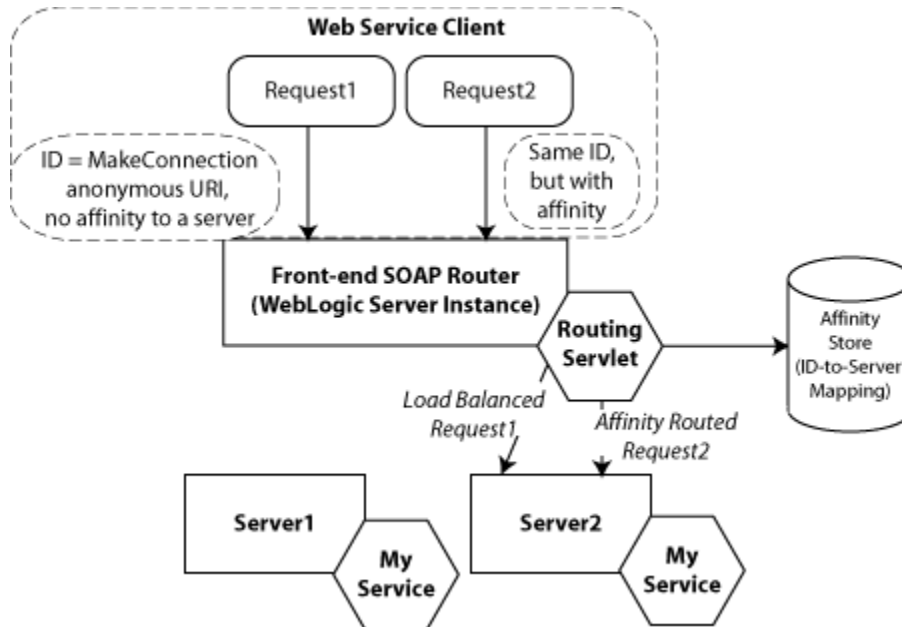 Web Service Client
Request1
Request2
ID = MakeConnection
anonymous URI,
no affinity to a server
Same ID,
but with
affinity
Front-end SOAP Router
(WebLogic Server Instance)
Routing
Servlet
Affinity
Store
(ID-to-Server
Mapping)
Load Balanced
Request1
Affinity Routed
Request2
Server1
My
Service
Server2
My
Service